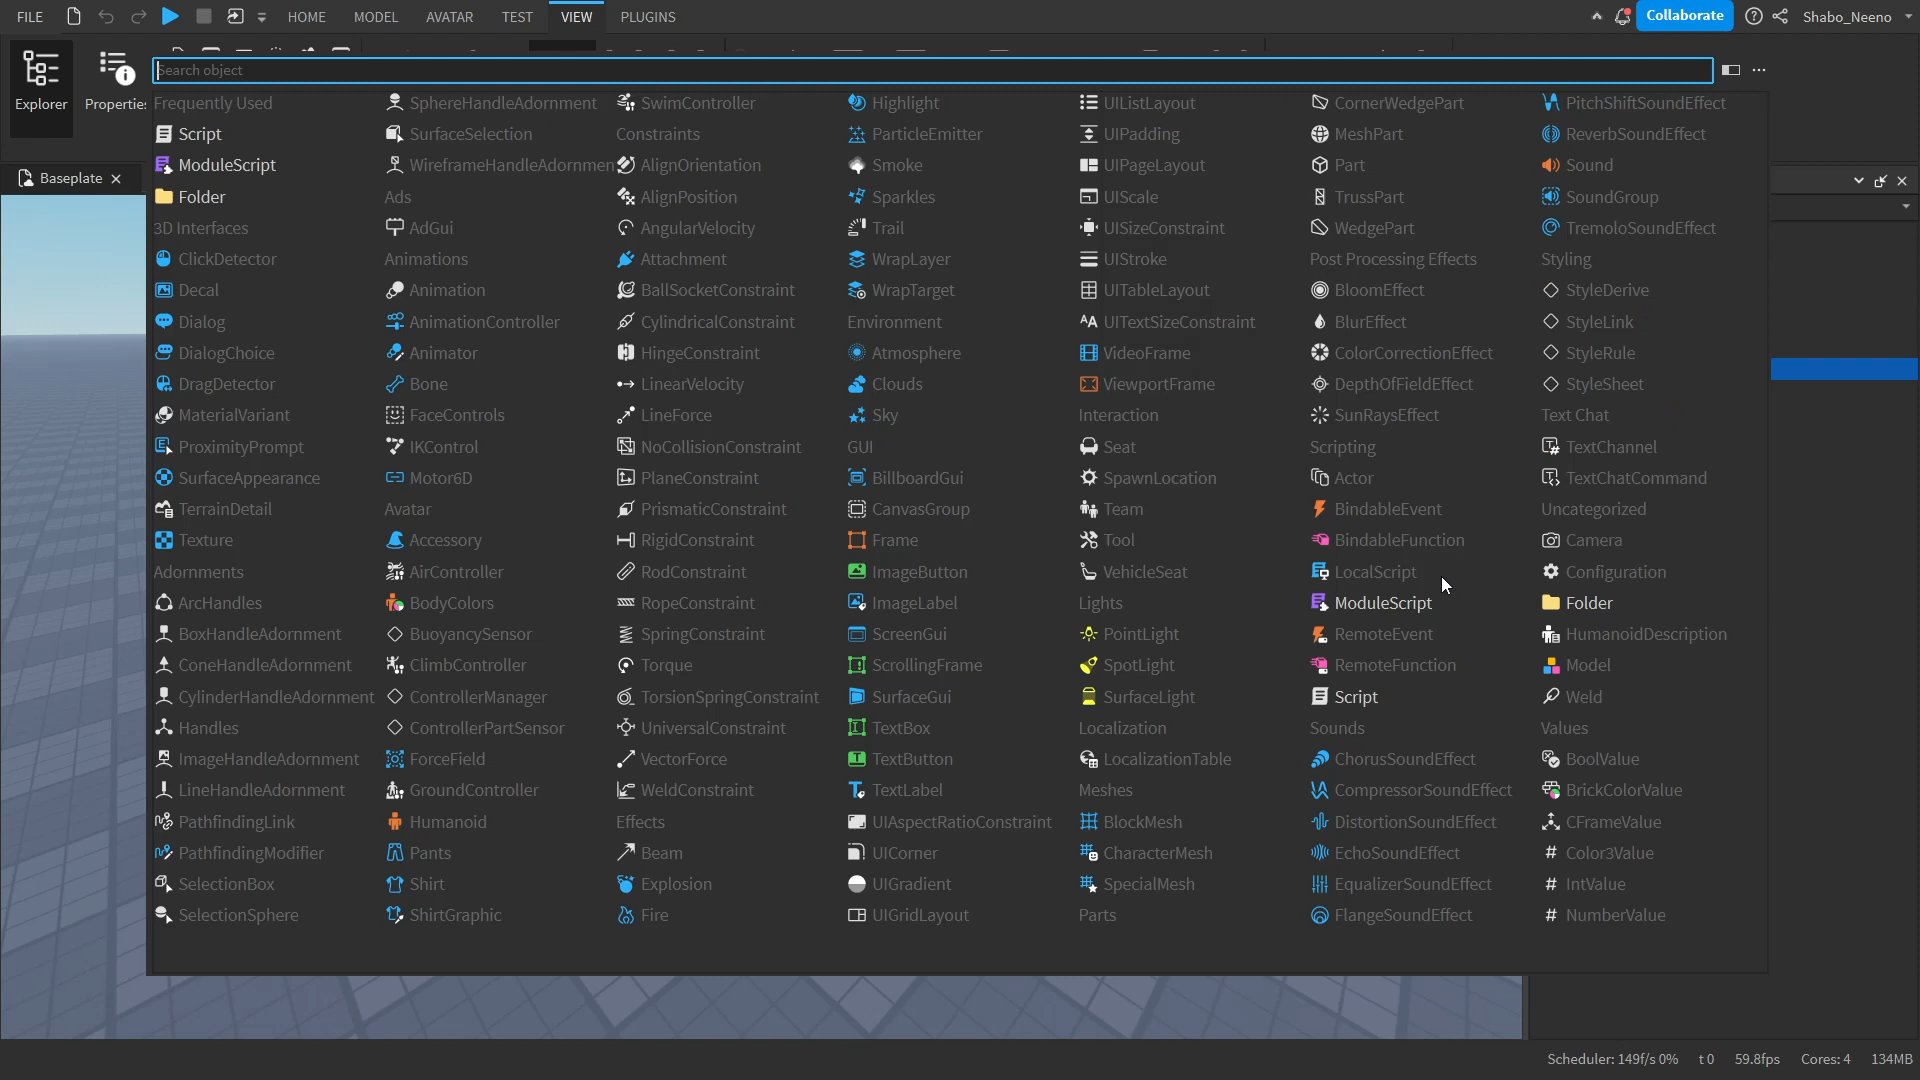 FILE
HOME
MODEL
AVATAR
TEST
VIEW
PLUGINS
Collaborate
Shabo_Neeno
Explorer
Properties
Search object
Baseplate
Frequently Used
Script
ModuleScript
Folder
3D Interfaces
ClickDetector
Decal
Dialog
DialogChoice
DragDetector
MaterialVariant
ProximityPrompt
SurfaceAppearance
TerrainDetail
Texture
Adornments
ArcHandles
BoxHandleAdornment
ConeHandleAdornment
CylinderHandleAdornment
Handles
ImageHandleAdornment
LineHandleAdornment
PathfindingLink
PathfindingModifier
SelectionBox
SelectionSphere
SphereHandleAdornment
SurfaceSelection
WireframeHandleAdornmen
Ads
AdGui
Animations
Animation
AnimationController
Animator
Bone
FaceControls
IKControl
Motor6D
Avatar
Accessory
AirController
BodyColors
BuoyancySensor
ClimbController
ControllerManager
ControllerPartSensor
ForceField
GroundController
Humanoid
Pants
Shirt
ShirtGraphic
SwimController
Constraints
AlignOrientation
AlignPosition
AngularVelocity
Attachment
BallSocketConstraint
CylindricalConstraint
HingeConstraint
LinearVelocity
LineForce
NoCollisionConstraint
PlaneConstraint
PrismaticConstraint
RigidConstraint
RodConstraint
RopeConstraint
SpringConstraint
Torque
TorsionSpringConstraint
UniversalConstraint
VectorForce
WeldConstraint
Effects
Beam
Explosion
Fire
Highlight
ParticleEmitter
Smoke
Sparkles
Trail
WrapLayer
WrapTarget
Environment
Atmosphere
Clouds
Sky
GUI
BillboardGui
CanvasGroup
Frame
ImageButton
ImageLabel
ScreenGui
ScrollingFrame
SurfaceGui
TextBox
TextButton
TextLabel
UIAspectRatioConstraint
UICorner
UIGradient
UIGridLayout
UIListLayout
UIPadding
UIPageLayout
UIScale
UISizeConstraint
UIStroke
UITableLayout
UITextSizeConstraint
VideoFrame
ViewportFrame
Interaction
Seat
SpawnLocation
Team
Tool
VehicleSeat
Lights
PointLight
SpotLight
SurfaceLight
Localization
LocalizationTable
Meshes
BlockMesh
CharacterMesh
SpecialMesh
Parts
CornerWedgePart
MeshPart
Part
TrussPart
WedgePart
Post Processing Effects
BloomEffect
BlurEffect
ColorCorrectionEffect
DepthOfFieldEffect
SunRaysEffect
Scripting
Actor
BindableEvent
BindableFunction
LocalScript
ModuleScript
RemoteEvent
RemoteFunction
Script
Sounds
ChorusSoundEffect
CompressorSoundEffect
DistortionSoundEffect
EchoSoundEffect
EqualizerSoundEffect
FlangeSoundEffect
PitchShiftSoundEffect
ReverbSoundEffect
Sound
SoundGroup
TremoloSoundEffect
Styling
StyleDerive
StyleLink
StyleRule
StyleSheet
Text Chat
TextChannel
TextChatCommand
Uncategorized
Camera
Configuration
Folder
HumanoidDescription
Model
Weld
Values
BoolValue
BrickColorValue
CFrameValue
Color3Value
IntValue
NumberValue
Scheduler: 149f/s 0%
t 0
59.8fps
Cores: 4
134MB